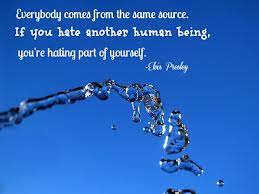 Everybody comes from the same source.
If you hate another human being,
you're hating part of yourself.
-Elvis Presley